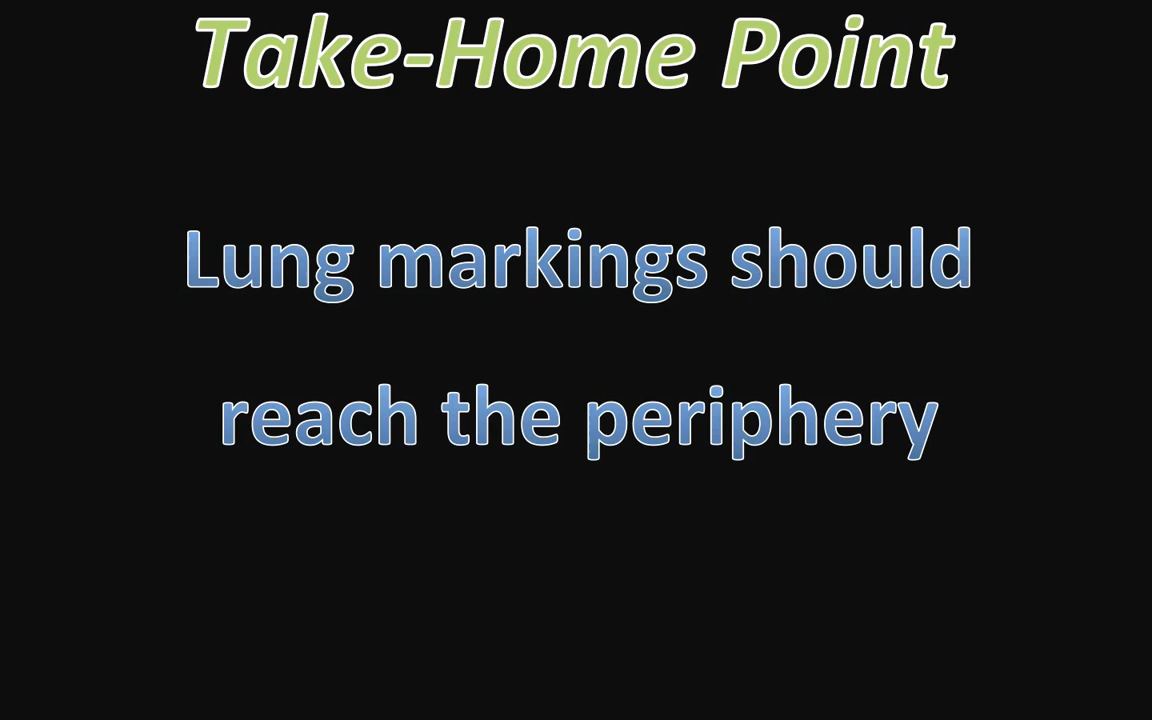 Take-Home Point
Lung markings should
reach the periphery